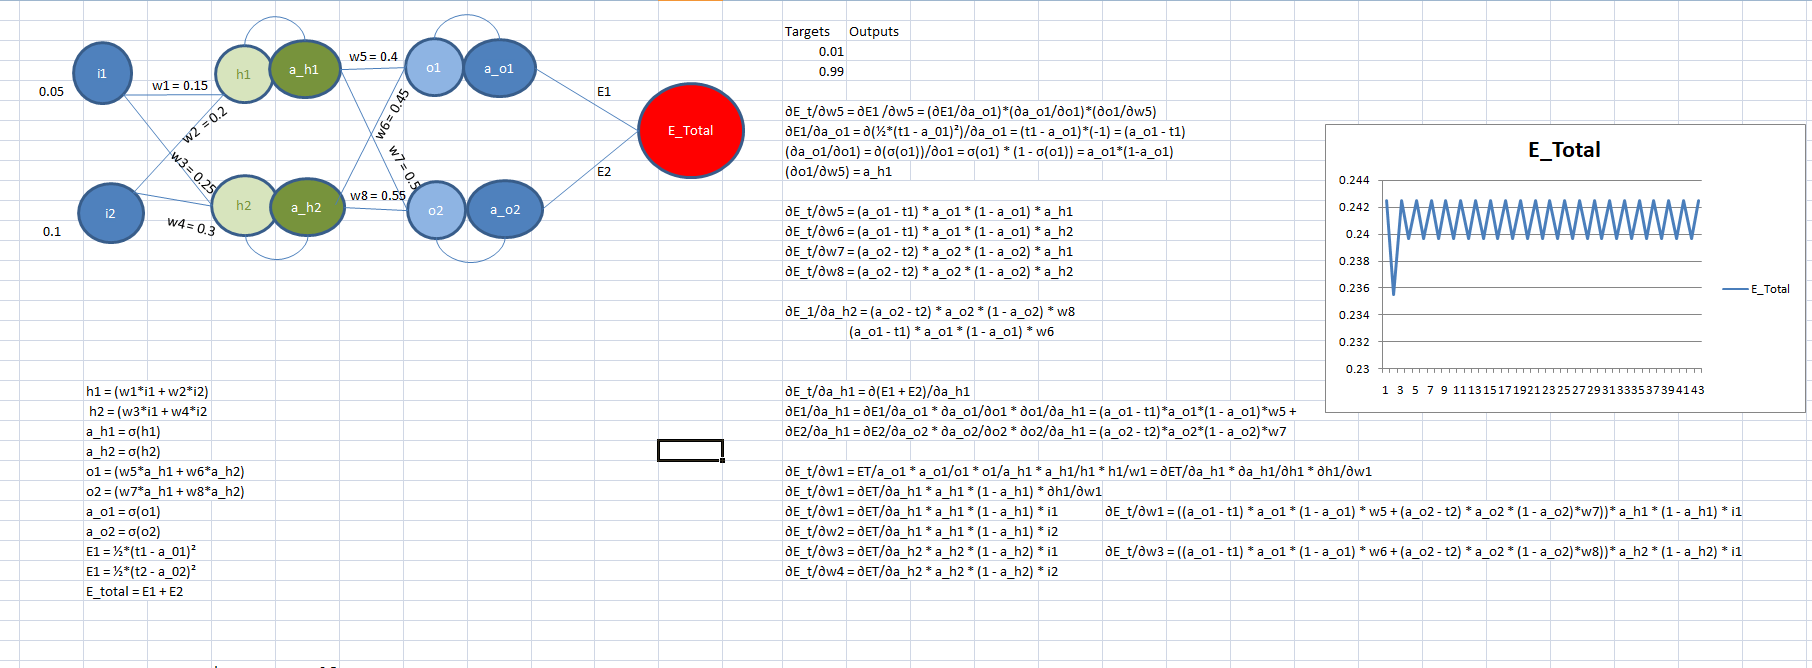 i1
0.05
w1 = 0.15
h1
a_h1
w5 = 0.4
o1
a_o1
E1
w2 = 0.2
w6 = 0.45
E_Total
w3 = 0.25
w7 = 0.5
E2
i2
0.1
w4 = 0.3
h2
a_h2
w8 = 0.55
o2
a_o2
h1 = (w1*i1 + w2*i2)
h2 = (w3*i1 + w4*i2
a_h1 = σ(h1)
a_h2 = σ(h2)
o1 = (w5*a_h1 + w6*a_h2)
o2 = (w7*a_h1 + w8*a_h2)
a_o1 = σ(o1)
a_o2 = σ(o2)
E1 = ½*(t1 - a_01)²
E1 = ½*(t2 - a_02)²
E_total = E1 + E2
Targets Outputs
0.01
0.99
∂E_t/∂w5 = ∂E1 /∂w5 = (∂E1/∂a_o1)*(∂a_o1/∂o1)*(∂o1/∂w5)
∂E1/∂a_o1 = ∂(½*(t1 - a_01)²)/∂a_o1 = (t1 - a_o1)*(-1) = (a_o1 - t1)
(∂a_o1/∂o1) = ∂(σ(o1))/∂o1 = σ(o1) * (1 - σ(o1)) = a_o1*(1-a_o1)
(∂o1/∂w5) = a_h1
∂E_t/∂w5 = (a_o1 - t1) * a_o1 * (1 - a_o1) * a_h1
∂E_t/∂w6 = (a_o1 - t1) * a_o1 * (1 - a_o1) * a_h2
∂E_t/∂w7 = (a_o2 - t2) * a_o2 * (1 - a_o2) * a_h1
∂E_t/∂w8 = (a_o2 - t2) * a_o2 * (1 - a_o2) * a_h2
∂E_1/∂a_h2 = (a_o2 - t2) * a_o2 * (1 - a_o2) * w8
(a_o1 - t1) * a_o1 * (1 - a_o1) * w6
∂E_t/∂a_h1 = ∂(E1 + E2)/∂a_h1
∂E1/∂a_h1 = ∂E1/∂a_o1 * ∂a_o1/∂o1 * ∂o1/∂a_h1 = (a_o1 - t1)*a_o1*(1 - a_o1)*w5 +
∂E2/∂a_h1 = ∂E2/∂a_o2 * ∂a_o2/∂o2 * ∂o2/∂a_h1 = (a_o2 - t2)*a_o2*(1 - a_o2)*w7
∂E_t/∂w1 = ET/a_o1 * a_o1/o1 * o1/a_h1 * a_h1/h1 * h1/w1 = ∂ET/∂a_h1 * ∂a_h1/∂h1 * ∂h1/∂w1
∂E_t/∂w1 = ∂ET/∂a_h1 * a_h1 * (1 - a_h1) * ∂h1/∂w1
∂E_t/∂w1 = ∂ET/∂a_h1 * a_h1 * (1 - a_h1) * i1 ∂E_t/∂w1 = ((a_o1 - t1) * a_o1 * (1 - a_o1) * w5 + (a_o2 - t2) * a_o2 * (1 - a_o2)*w7))* a_h1 * (1 - a_h1) * i1
∂E_t/∂w2 = ∂ET/∂a_h1 * a_h1 * (1 - a_h1) * i2
∂E_t/∂w3 = ∂ET/∂a_h2 * a_h2 * (1 - a_h2) * i1 ∂E_t/∂w3 = ((a_o1 - t1) * a_o1 * (1 - a_o1) * w6 + (a_o2 - t2) * a_o2 * (1 - a_o2)*w8))* a_h2 * (1 - a_h2) * i1
∂E_t/∂w4 = ∂ET/∂a_h2 * a_h2 * (1 - a_h2) * i2
E_Total
0.244
0.242
0.24
0.238
0.236
0.234
0.232
0.23
1 3 5 7 9 11 13 15 17 19 21 23 25 27 29 31 33 35 37 39 41 43
E_Total